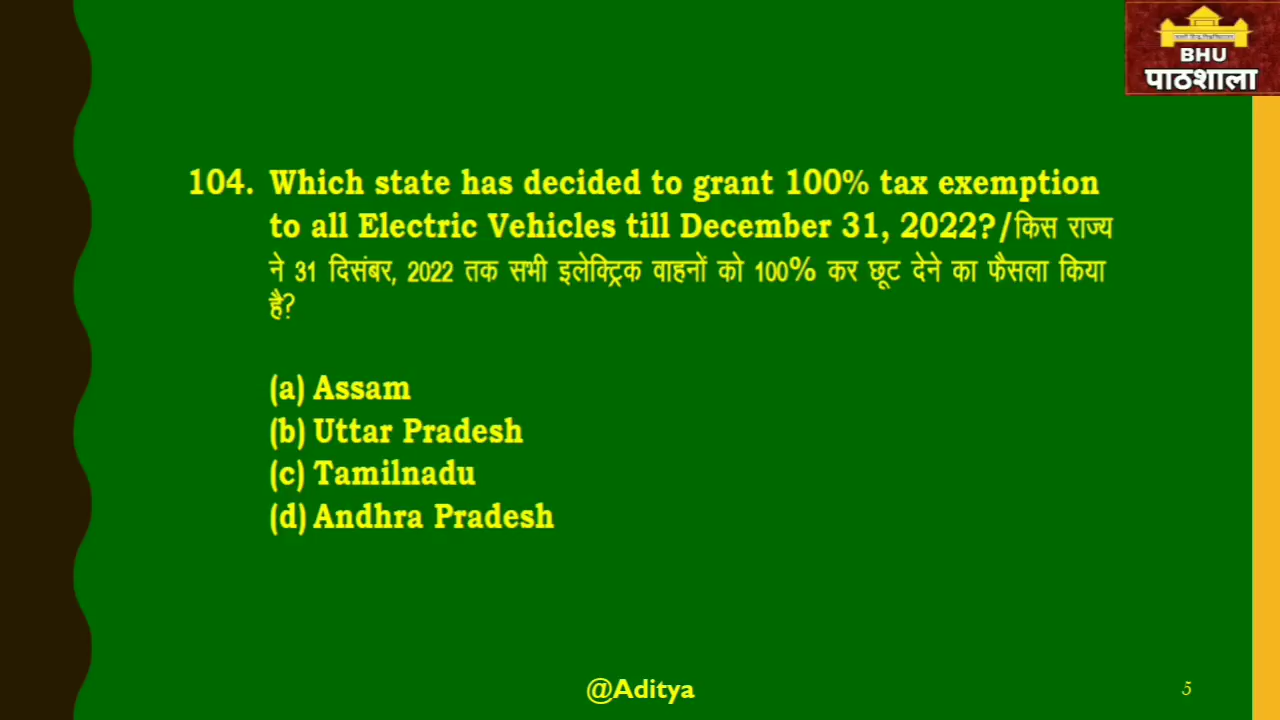 BHU
पाठशाला
104. Which state has decided to grant 100% tax exemption
to all Electric Vehicles till December 31, 2022?/किस राज्य
ने 31 दिसंबर, 2022 तक सभी इलेक्ट्रिक वाहनों को 100% कर छूट देने का फैसला किया
है?
(a) Assam
(b) Uttar Pradesh
(c) Tamilnadu
(d) Andhra Pradesh
@Aditya
5